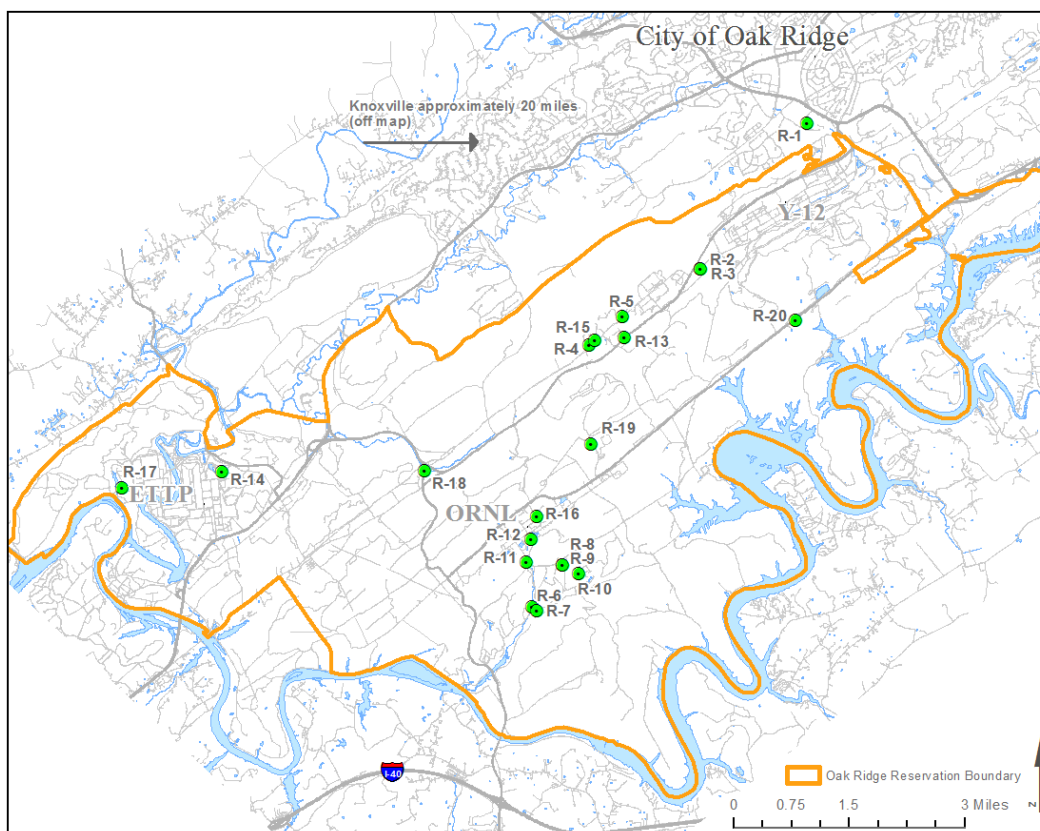 City of Oak Ridge
Knoxville approximately 20 miles
(off map)
R-1
Y-12
R-2
R-3
R-5
R-20
R-15
R-13
R-4
R-19
R-17
R-14
ETTP
R-18
ORNL
R-16
R-12
R-8
R-11
R-9
R-10
R-6
R-7
I-40
Oak Ridge Reservation Boundary
0 0.75 1.5 3 Miles
N